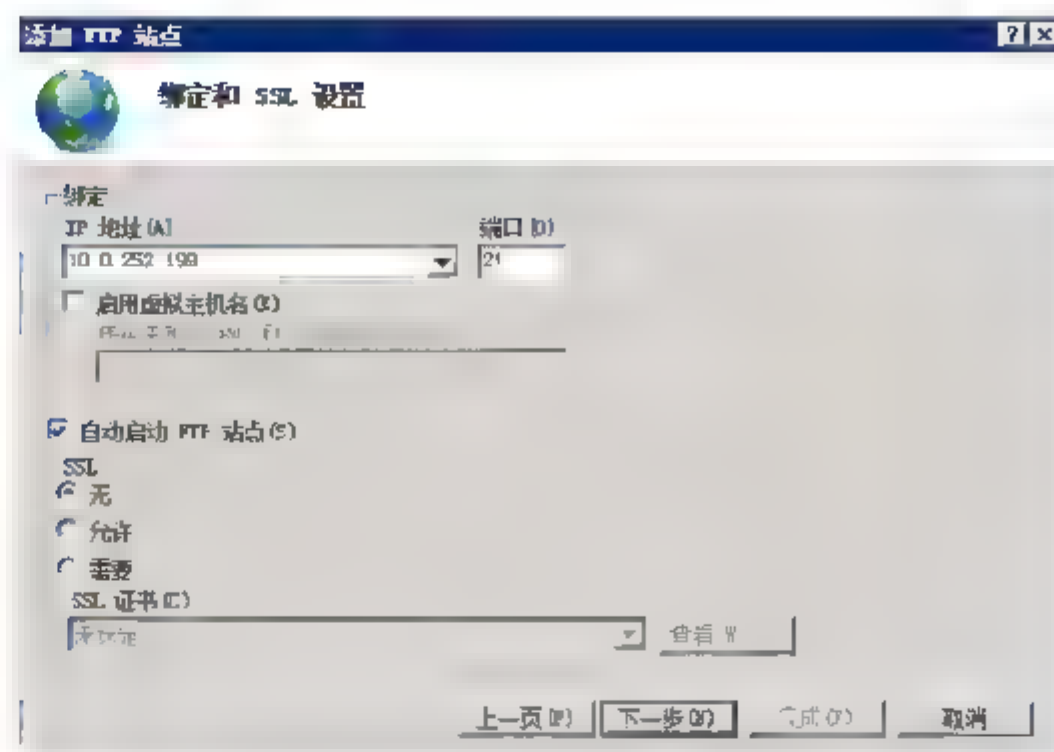 添加 FTP 站点
绑定和 SSL 设置
绑定
IP 地址(A)
端口(O)
10.0.252.199
21
启用虚拟主机名(E)
自动启动 FTP 站点(S)
SSL
无
允许
需要
SSL 证书(C)
未选定
查看
上一页(P)
下一步(N)
完成(F)
取消